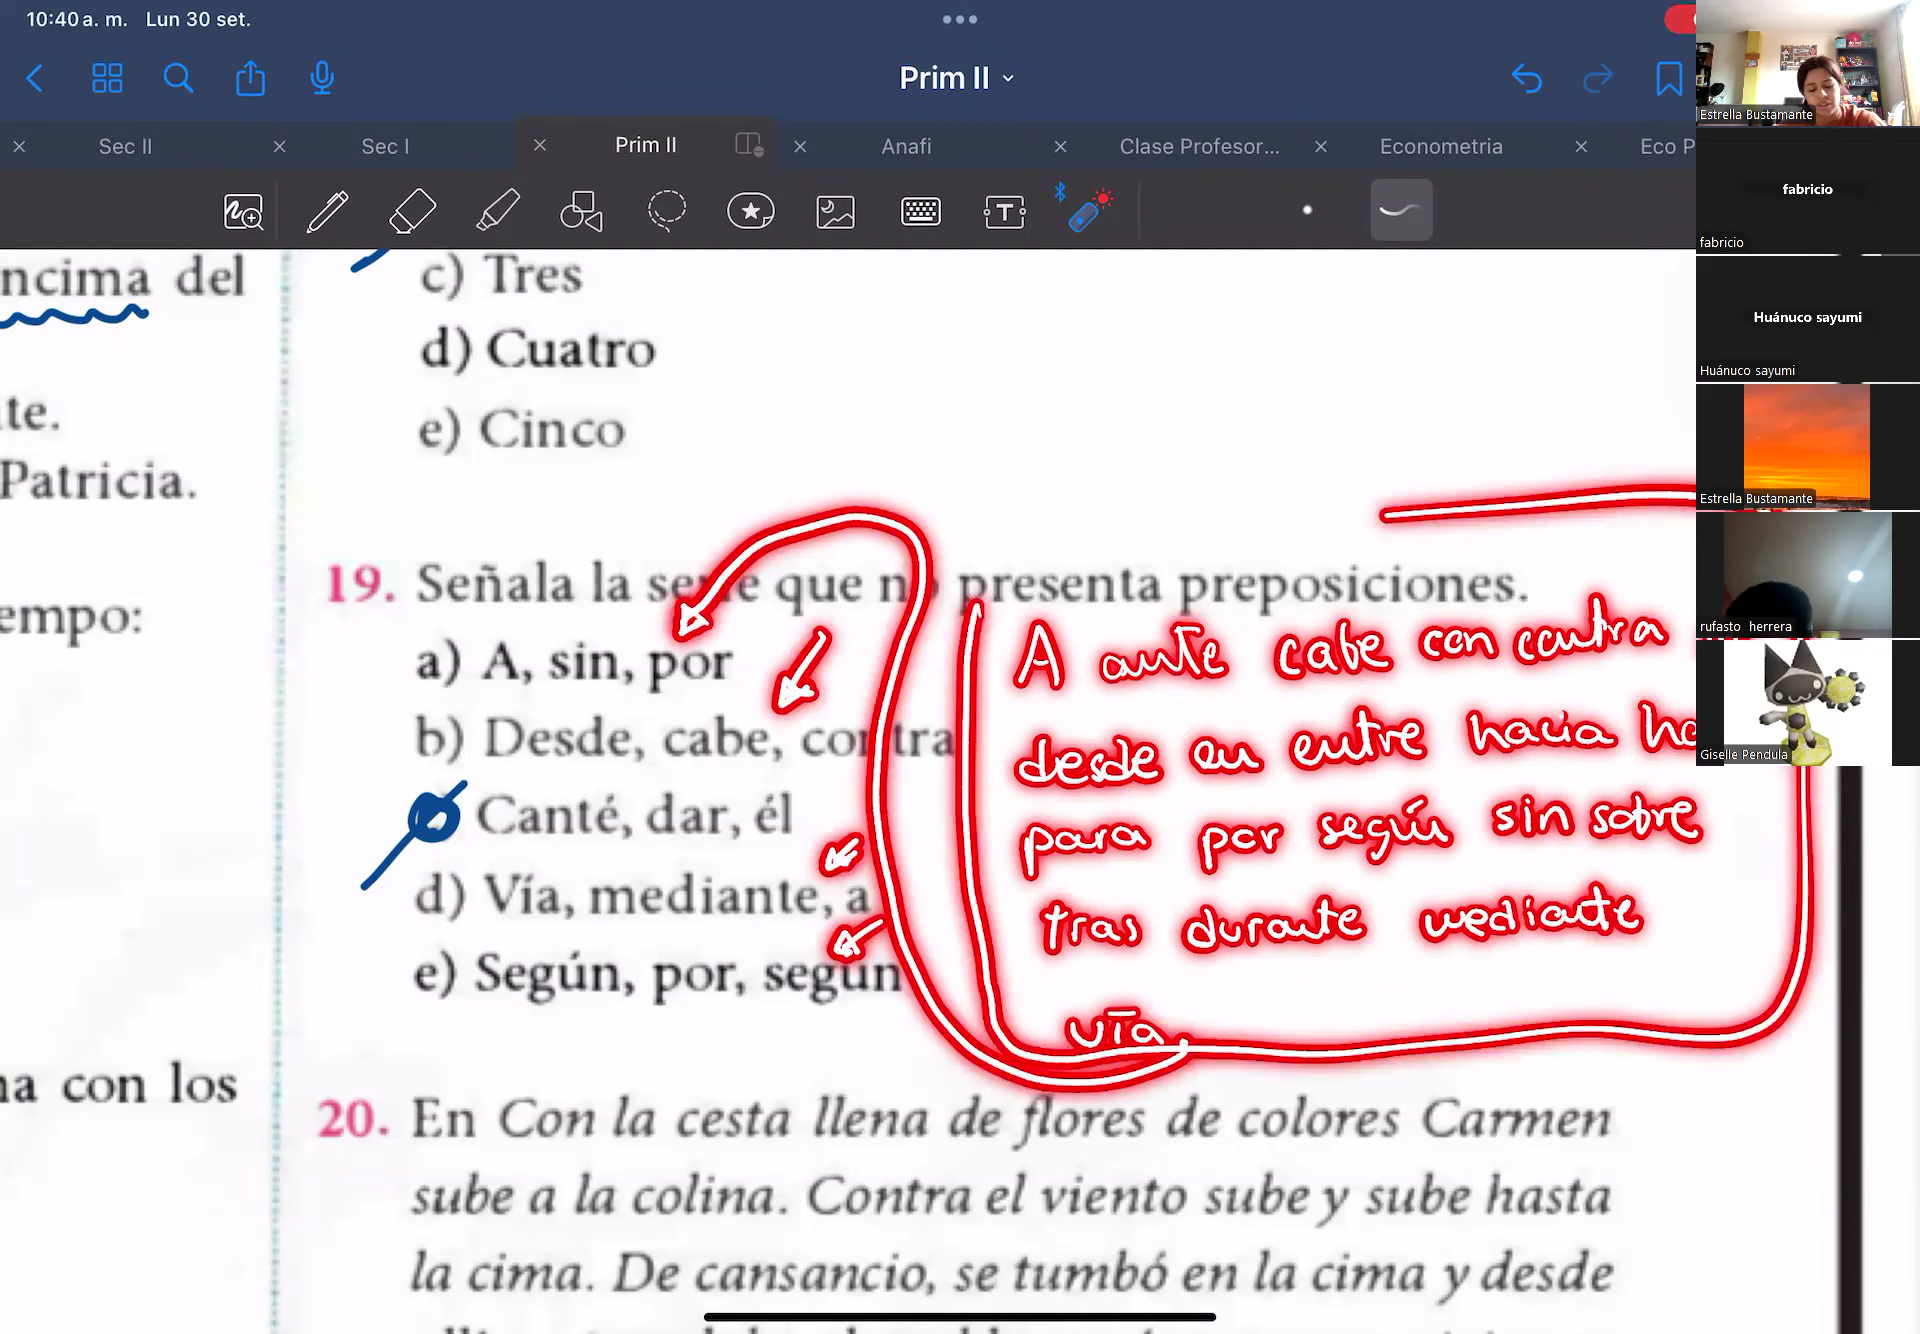 10:40 a. m. Lun 30 set.
Prim II
Sec II
Sec I
Prim II
Anafi
Clase Profesor...
Econometria
Eco P
Estrella Bustamante
fabricio
fabricio
Huánuco sayumi
Huánuco sayumi
Estrella Bustamante
rufasto herrera
Giselle Pendula
ncima del
te.
Patricia.
empo:
na con los
c) Tres
d) Cuatro
e) Cinco
19. Señala la serie que no presenta preposiciones.
a) A, sin, por
b) Desde, cabe, contra
Canté, dar, él
d) Vía, mediante, a
e) Según, por, según
A ante cabe con contra
desde en entre hacia ha
para por según sin sobre
tras durante mediante
vía
20. En Con la cesta llena de flores de colores Carmen
sube a la colina. Contra el viento sube y sube hasta
la cima. De cansancio, se tumbó en la cima y desde